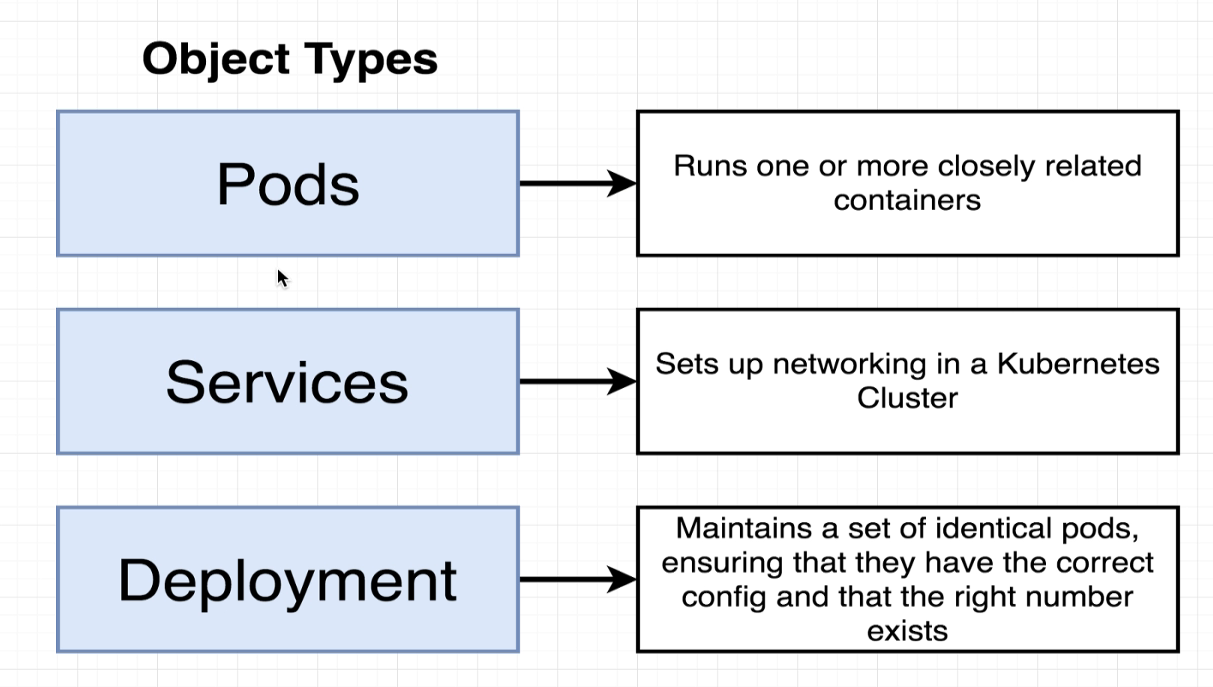 Object Types
Pods
Runs one or more closely related
containers
Services
Sets up networking in a Kubernetes
Cluster
Deployment
Maintains a set of identical pods,
ensuring that they have the correct
config and that the right number
exists